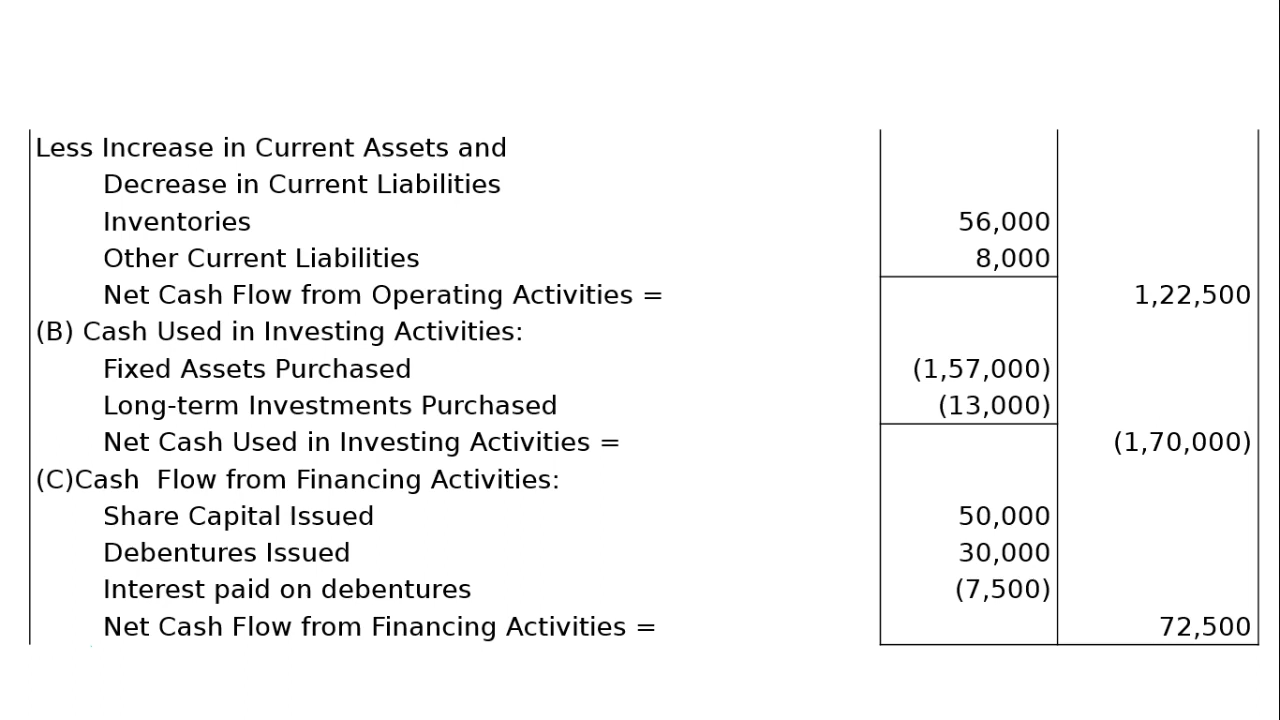 Less Increase in Current Assets and
Decrease in Current Liabilities
Inventories 56,000
Other Current Liabilities 8,000
Net Cash Flow from Operating Activities = 1,22,500
(B) Cash Used in Investing Activities:
Fixed Assets Purchased (1,57,000)
Long-term Investments Purchased (13,000)
Net Cash Used in Investing Activities = (1,70,000)
(C)Cash  Flow from Financing Activities:
Share Capital Issued 50,000
Debentures Issued 30,000
Interest paid on debentures (7,500)
Net Cash Flow from Financing Activities = 72,500